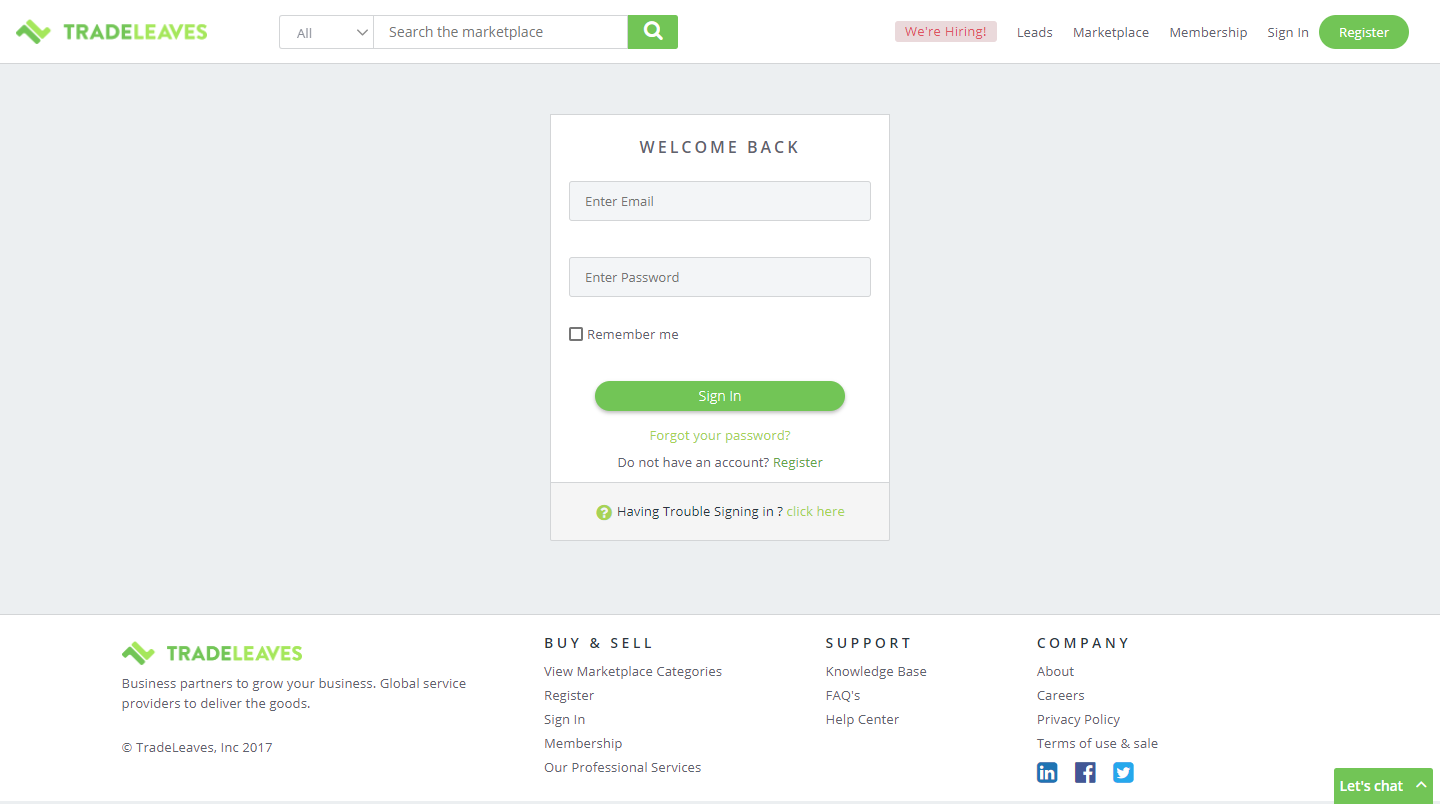 TRADELEAVES
All
Search the marketplace
We're Hiring!
Leads
Marketplace
Membership
Sign In
Register
WELCOME BACK
Enter Email
Enter Password
Remember me
Sign In
Forgot your password?
Do not have an account? Register
Having Trouble Signing in ? click here
TRADELEAVES
Business partners to grow your business. Global service
providers to deliver the goods.
© TradeLeaves, Inc 2017
BUY & SELL
View Marketplace Categories
Register
Sign In
Membership
Our Professional Services
SUPPORT
Knowledge Base
FAQ's
Help Center
COMPANY
About
Careers
Privacy Policy
Terms of use & sale
Let's chat